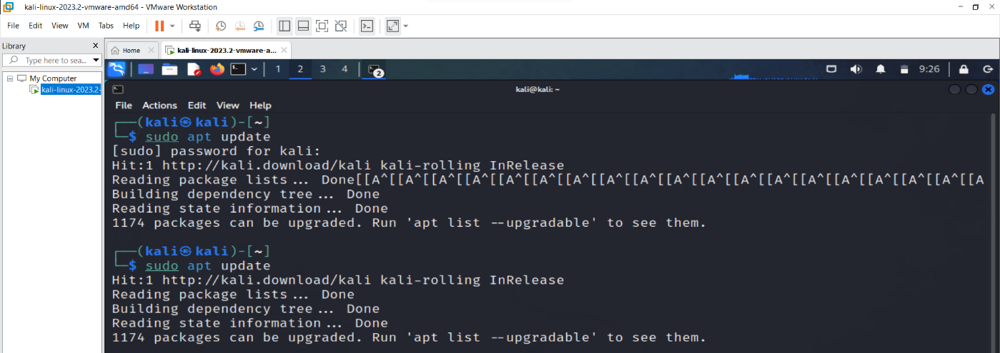 kali-linux-2023.2-vmware-amd64 - VMware Workstation
File Edit View VM Tabs Help
Library X
Type here to sea...
My Computer
kali-linux-2023.2-
Home
kali-linux-2023.2-vmware-a...
1 2 3 4 2 9:26
kali@kali: ~
File Actions Edit View Help
┌──(kali㉿kali)-[~]
└─$ sudo apt update
[sudo] password for kali:
Hit:1 http://kali.download/kali kali-rolling InRelease
Reading package lists... Done[[A^[[A^[[A^[[A^[[A^[[A^[[A^[[A^[[A^[[A^[[A^[[A^[[A^[[A^[[A^[[A^[[A^[[A^[[A
Building dependency tree... Done
Reading state information... Done
1174 packages can be upgraded. Run 'apt list --upgradable' to see them.
┌──(kali㉿kali)-[~]
└─$ sudo apt update
Hit:1 http://kali.download/kali kali-rolling InRelease
Reading package lists... Done
Building dependency tree... Done
Reading state information... Done
1174 packages can be upgraded. Run 'apt list --upgradable' to see them.